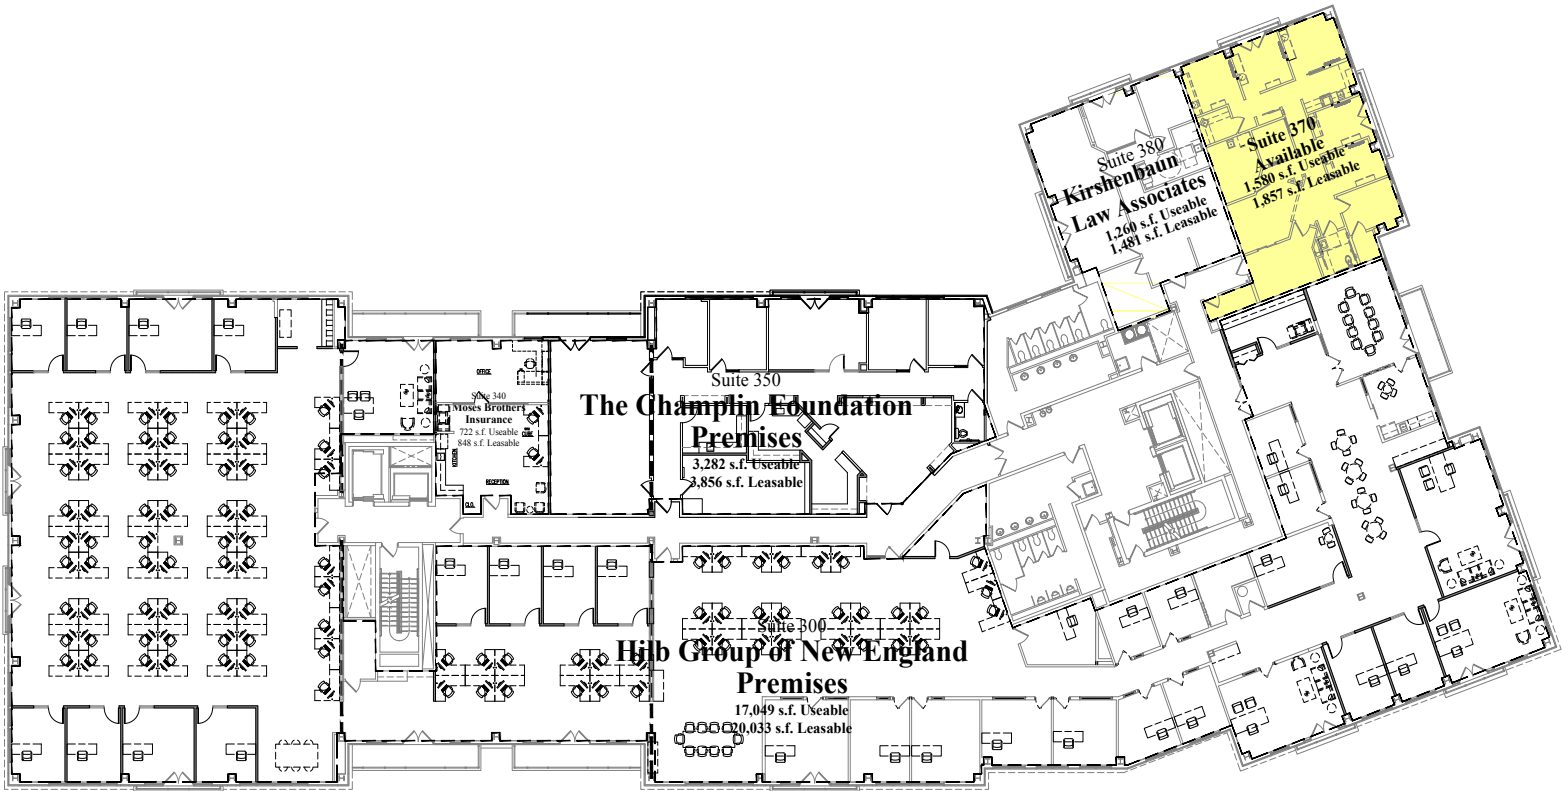 Suite 370
Available
1,580 s.f. Useable
1,857 s.f. Leasable
Suite 380
Kirshenbaun
Law Associates
1,260 s.f. Useable
1,481 s.f. Leasable
OFFICE
Suite 340
Moses Brothers
Insurance
722 s.f. Useable
848 s.f. Leasable
CUBE
KITCHEN
RECEPTION
CLO.
Suite 350
The Champlin Foundation
Premises
3,282 s.f. Useable
3,856 s.f. Leasable
Suite 300
Hilb Group of New England
Premises
17,049 s.f. Useable
20,033 s.f. Leasable